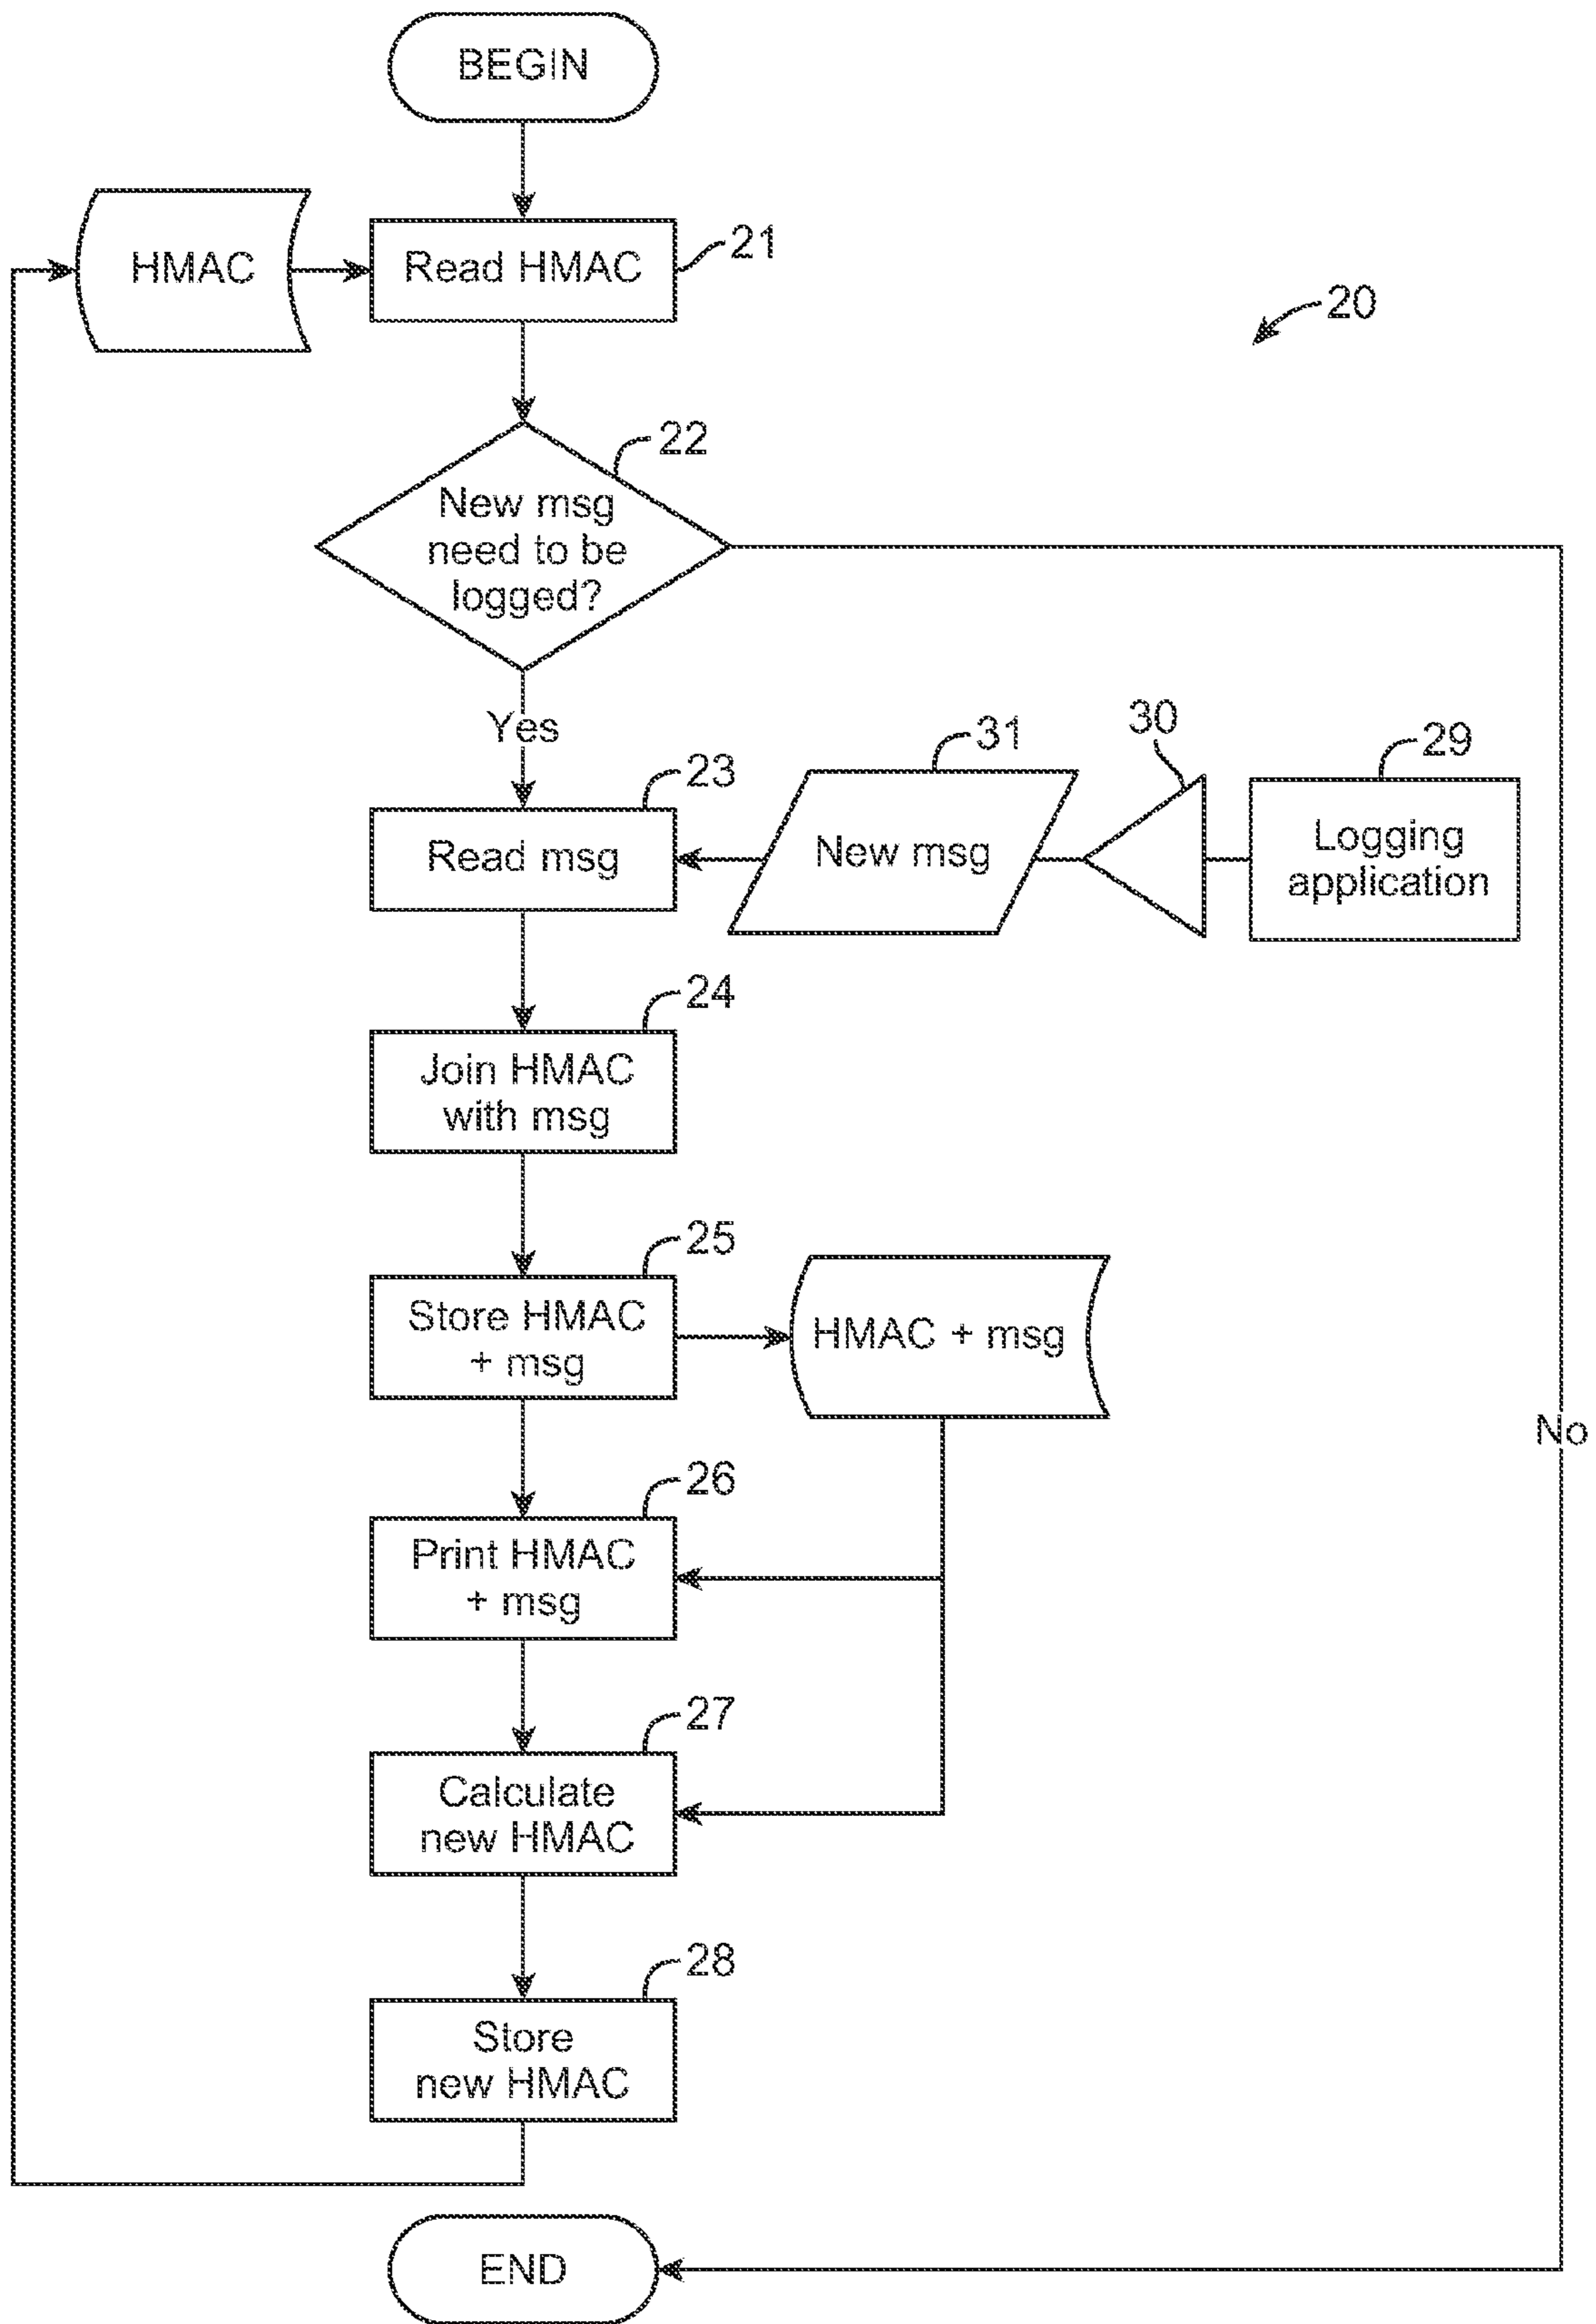 BEGIN
HMAC
Read HMAC
21
20
22
New msg
need to be
logged?
Yes
23
Read msg
31
New msg
30
29
Logging
application
24
Join HMAC
with msg
25
Store HMAC
+ msg
HMAC + msg
No
26
Print HMAC
+ msg
27
Calculate
new HMAC
28
Store
new HMAC
END